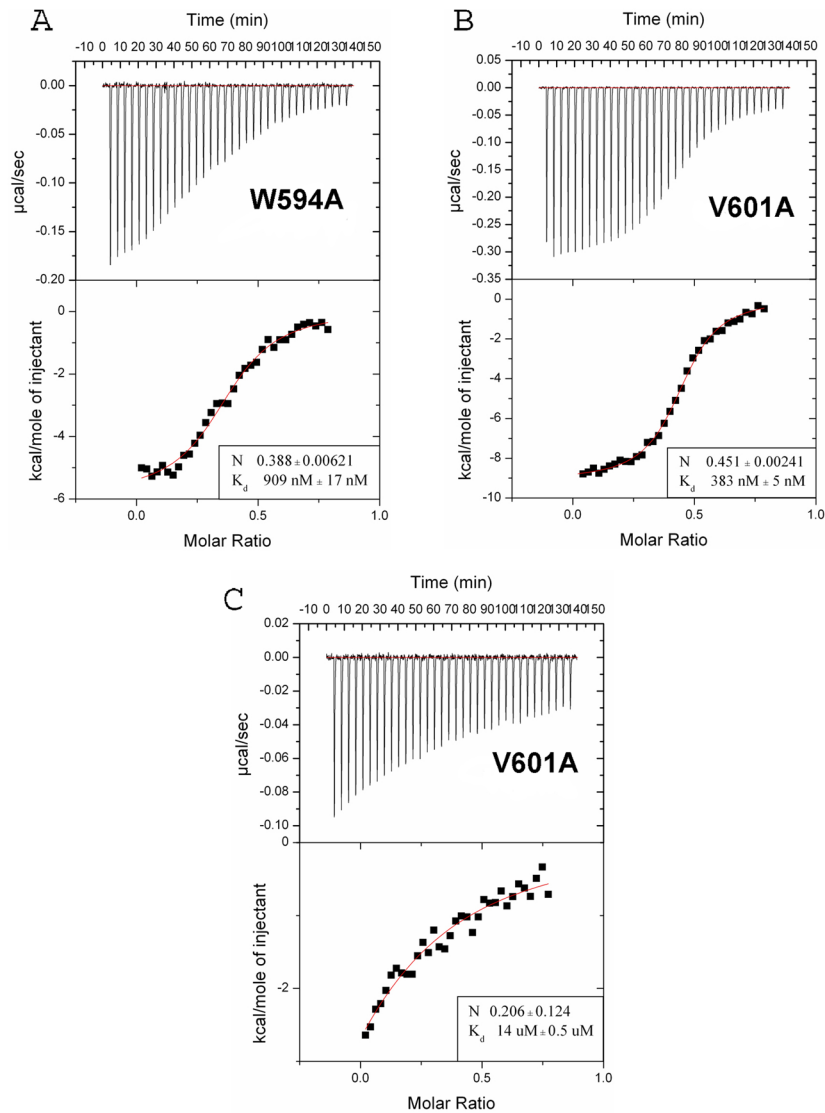 A
Time (min)
-10 0 10 20 30 40 50 60 70 80 90 100 110 120 130 140 150
0.00
-0.05
-0.10
-0.15
-0.20
µcal/sec
W594A
0
-2
-4
-6
kcal/mole of injectant
N 0.388 ± 0.00621
Kd 909 nM ± 17 nM
0.0 0.5 1.0
Molar Ratio
B
Time (min)
-10 0 10 20 30 40 50 60 70 80 90 100 110 120 130 140 150
0.05
0.00
-0.05
-0.10
-0.15
-0.20
-0.25
-0.30
-0.35
µcal/sec
V601A
0
-2
-4
-6
-8
-10
kcal/mole of injectant
N 0.451 ± 0.00241
Kd 383 nM ± 5 nM
0.0 0.5 1.0
Molar Ratio
C
Time (min)
-10 0 10 20 30 40 50 60 70 80 90 100 110 120 130 140 150
0.02
0.00
-0.02
-0.04
-0.06
-0.08
-0.10
µcal/sec
V601A
0
-2
kcal/mole of injectant
N 0.206 ± 0.124
Kd 14 uM ± 0.5 uM
0.0 0.5 1.0
Molar Ratio